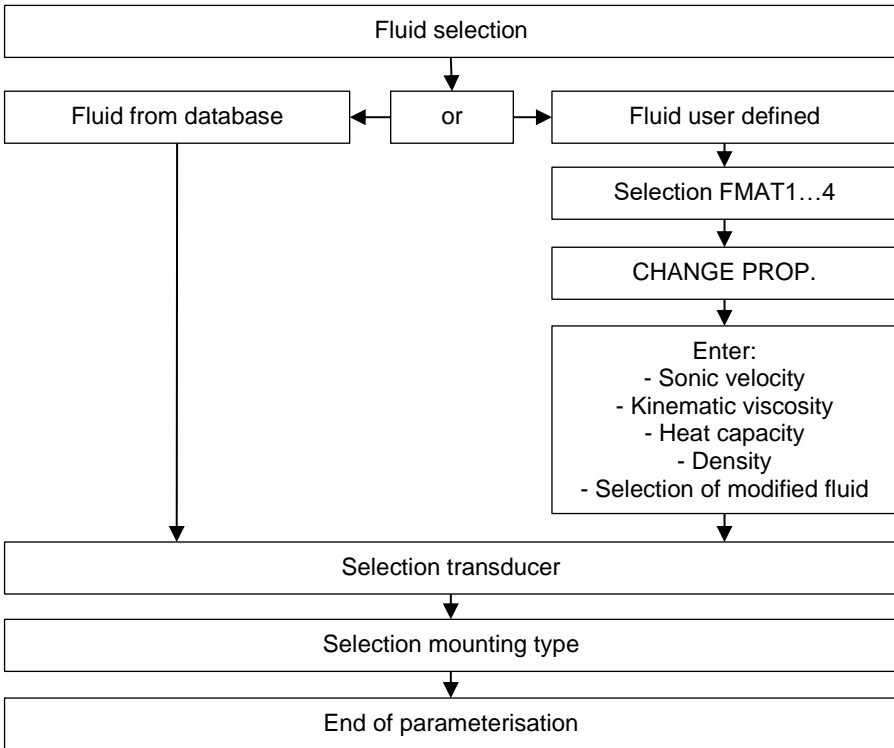 Fluid selection
Fluid from database
or
Fluid user defined
Selection FMAT1…4
CHANGE PROP.
Enter:
- Sonic velocity
- Kinematic viscosity
- Heat capacity
- Density
- Selection of modified fluid
Selection transducer
Selection mounting type
End of parameterisation